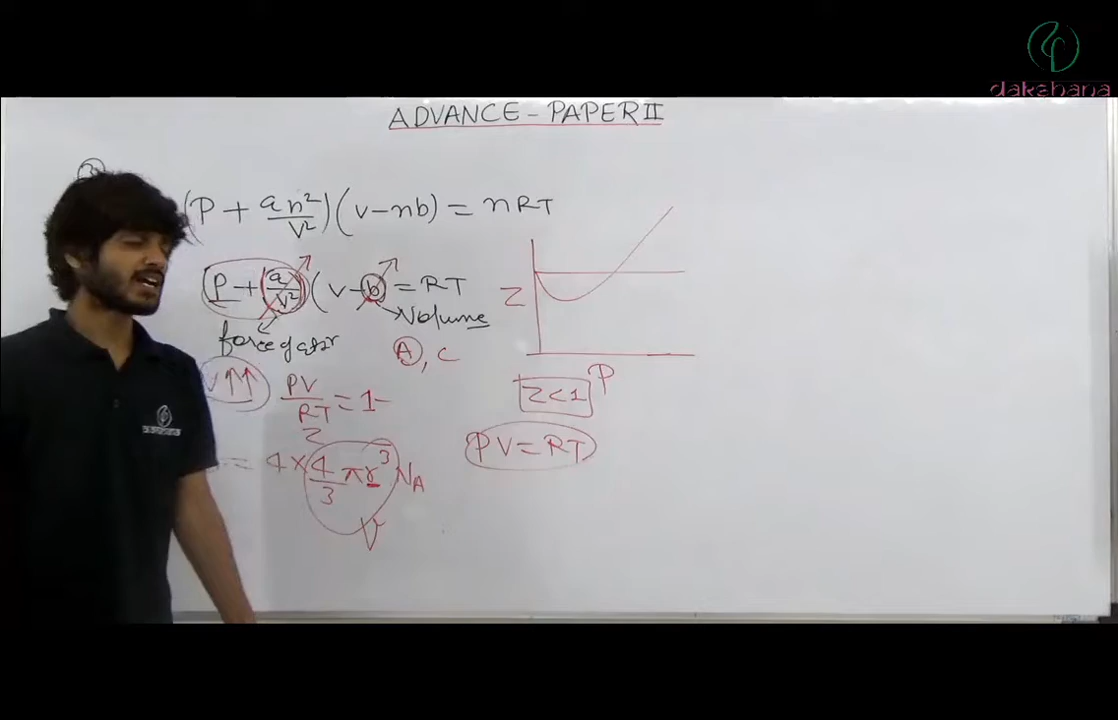 dakshana
ADVANCE - PAPER II
(P + an²/V²)(v-nb) = nRT
P + a/V² (v-b = RT
Volume
force of attr
A, C
Z
P
V↑↑
PV/RT = 1
Z
Z<1
PV=RT
= 4 × 4/3 πr³ NA
V